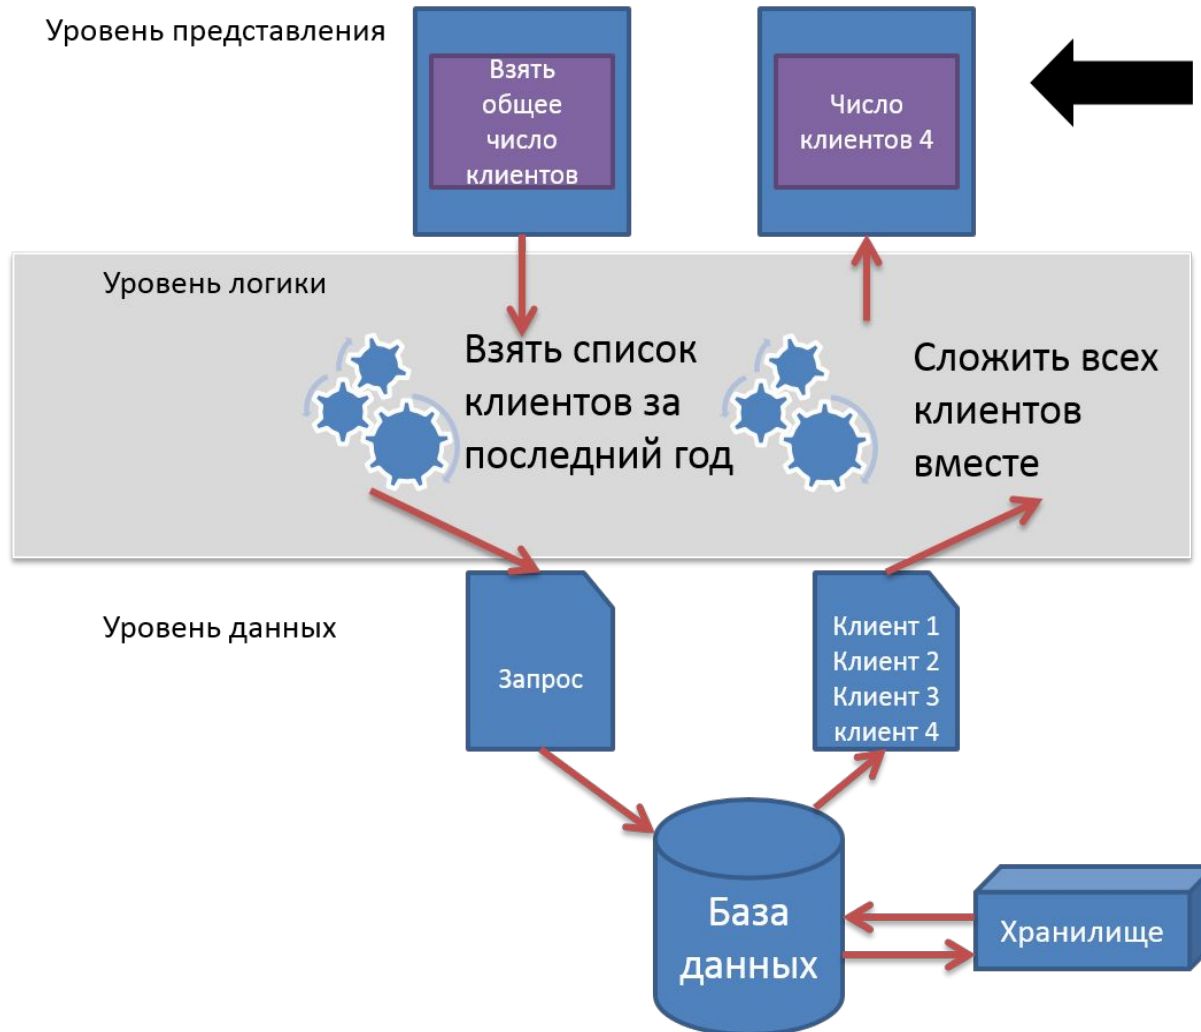 Уровень представления
Взять
общее
число
клиентов
Число
клиентов 4
Уровень логики
Взять список
клиентов за
последний год
Сложить всех
клиентов
вместе
Уровень данных
Запрос
Клиент 1
Клиент 2
Клиент 3
клиент 4
База
данных
Хранилище